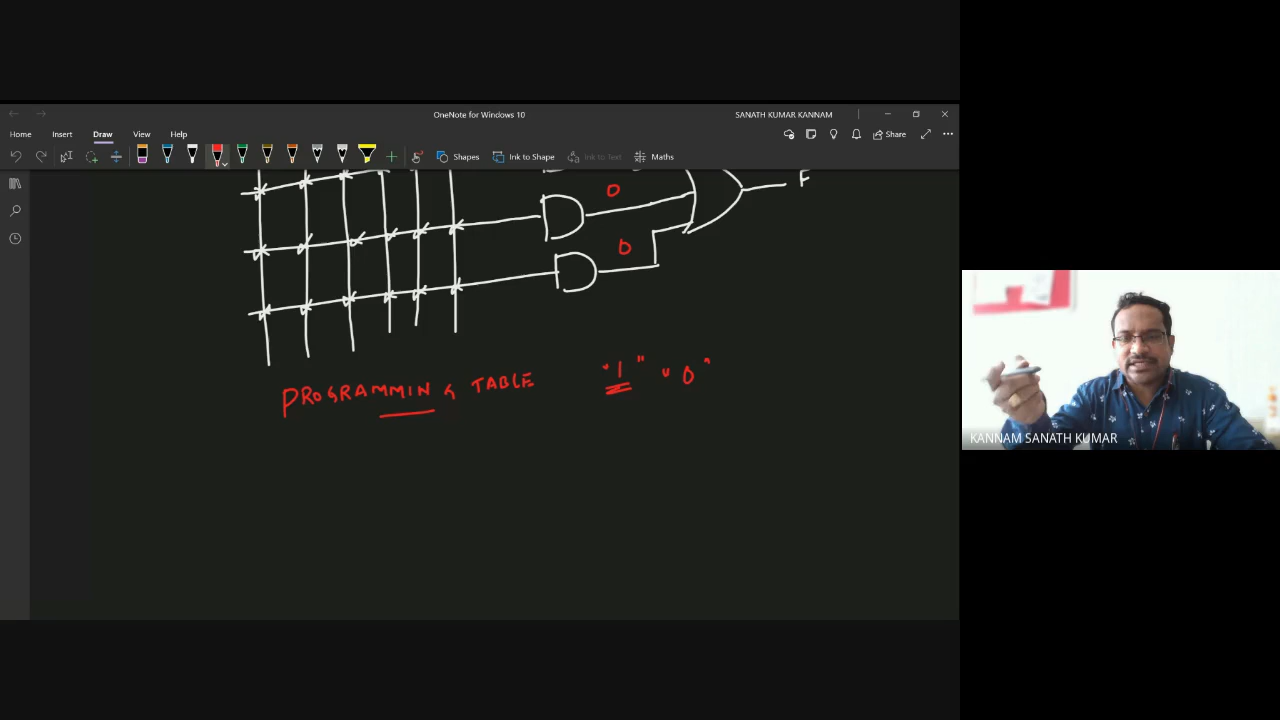 OneNote for Windows 10
SANATH KUMAR KANNAM
Home Insert Draw View Help
Share
Shapes Ink to Shape Ink to Text Maths
F
0
0
PROGRAMMING TABLE "1" "0"
KANNAM SANATH KUMAR